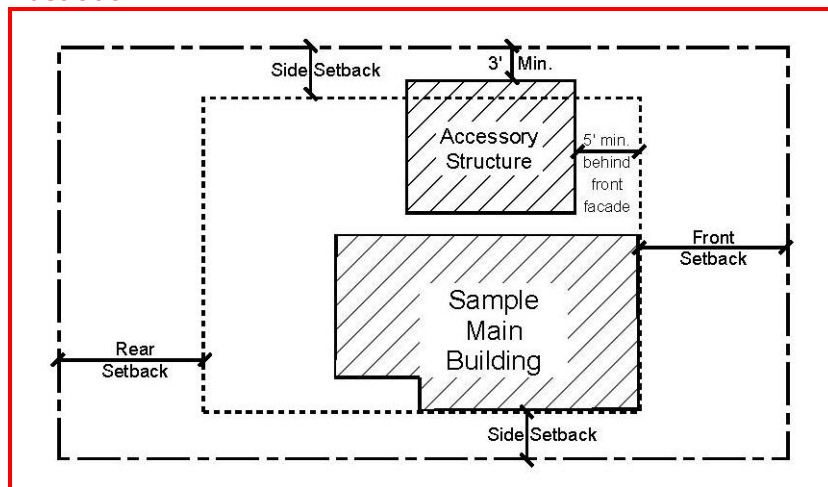 Side Setback
3' Min.
Accessory
Structure
5' min.
behind
front
facade
Front
Setback
Sample
Main
Building
Rear
Setback
Side Setback